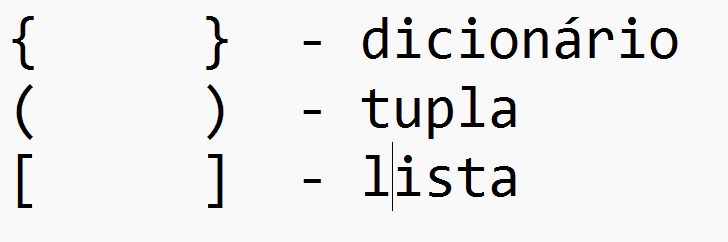 {     }  - dicionário
(     )  - tupla
[     ]  - lista